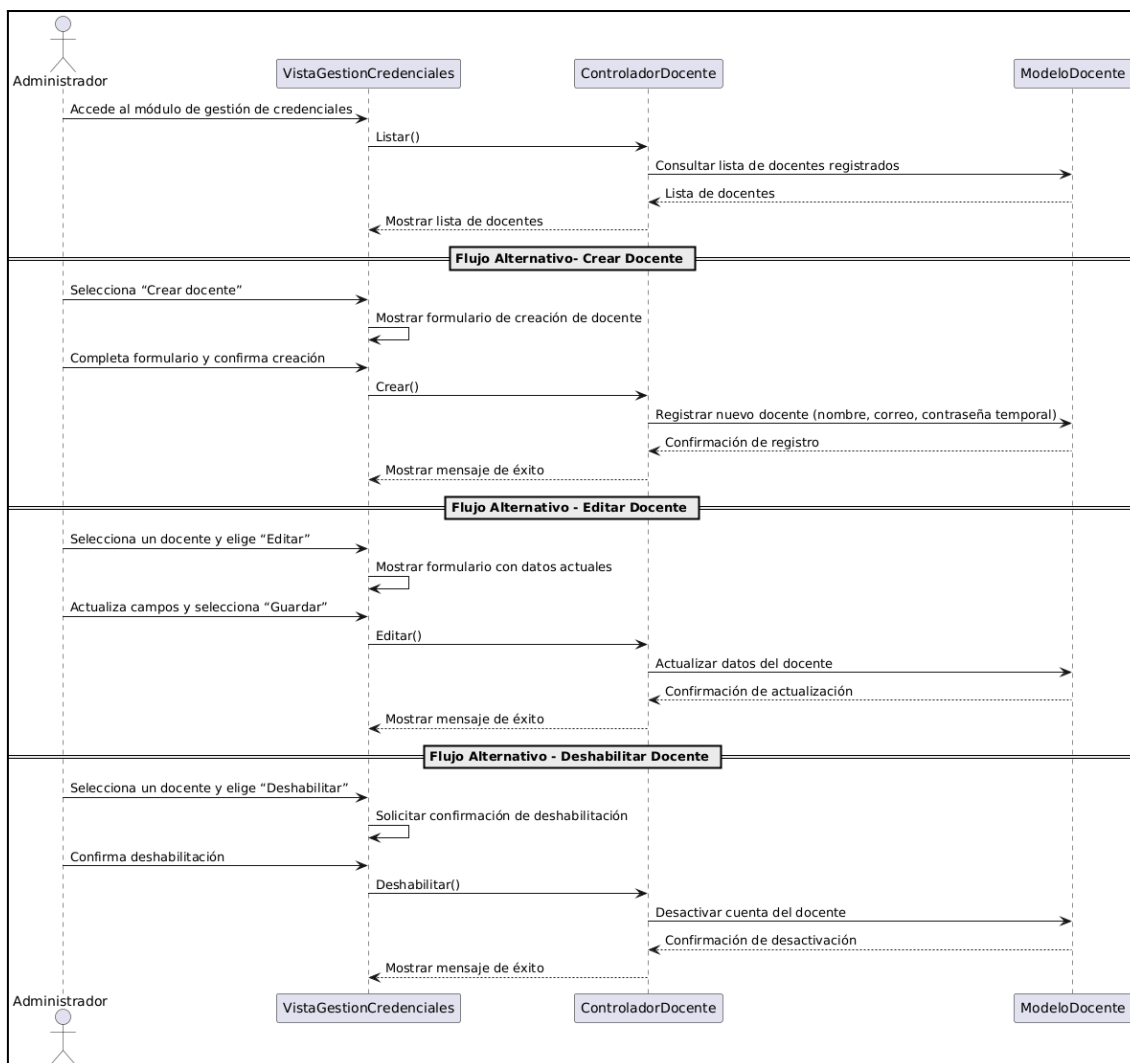 Administrador
VistaGestionCredenciales
ControladorDocente
ModeloDocente
Accede al módulo de gestión de credenciales
Listar()
Consultar lista de docentes registrados
Lista de docentes
Mostrar lista de docentes
Flujo Alternativo- Crear Docente
Selecciona “Crear docente”
Mostrar formulario de creación de docente
Completa formulario y confirma creación
Crear()
Registrar nuevo docente (nombre, correo, contraseña temporal)
Confirmación de registro
Mostrar mensaje de éxito
Flujo Alternativo - Editar Docente
Selecciona un docente y elige “Editar”
Mostrar formulario con datos actuales
Actualiza campos y selecciona “Guardar”
Editar()
Actualizar datos del docente
Confirmación de actualización
Mostrar mensaje de éxito
Flujo Alternativo - Deshabilitar Docente
Selecciona un docente y elige “Deshabilitar”
Solicitar confirmación de deshabilitación
Confirma deshabilitación
Deshabilitar()
Desactivar cuenta del docente
Confirmación de desactivación
Mostrar mensaje de éxito
Administrador
VistaGestionCredenciales
ControladorDocente
ModeloDocente